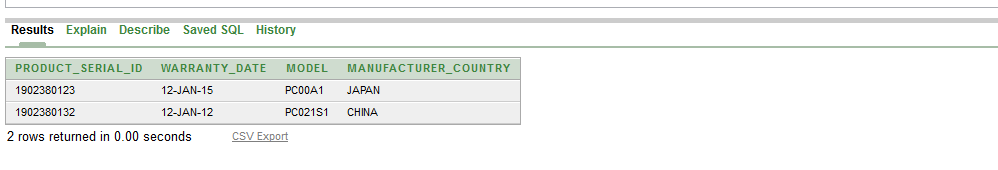 Results Explain Describe Saved SQL History
PRODUCT_SERIAL_ID WARRANTY_DATE MODEL MANUFACTURER_COUNTRY
1902380123 12-JAN-15 PC00A1 JAPAN
1902380132 12-JAN-12 PC021S1 CHINA
2 rows returned in 0.00 seconds CSV Export